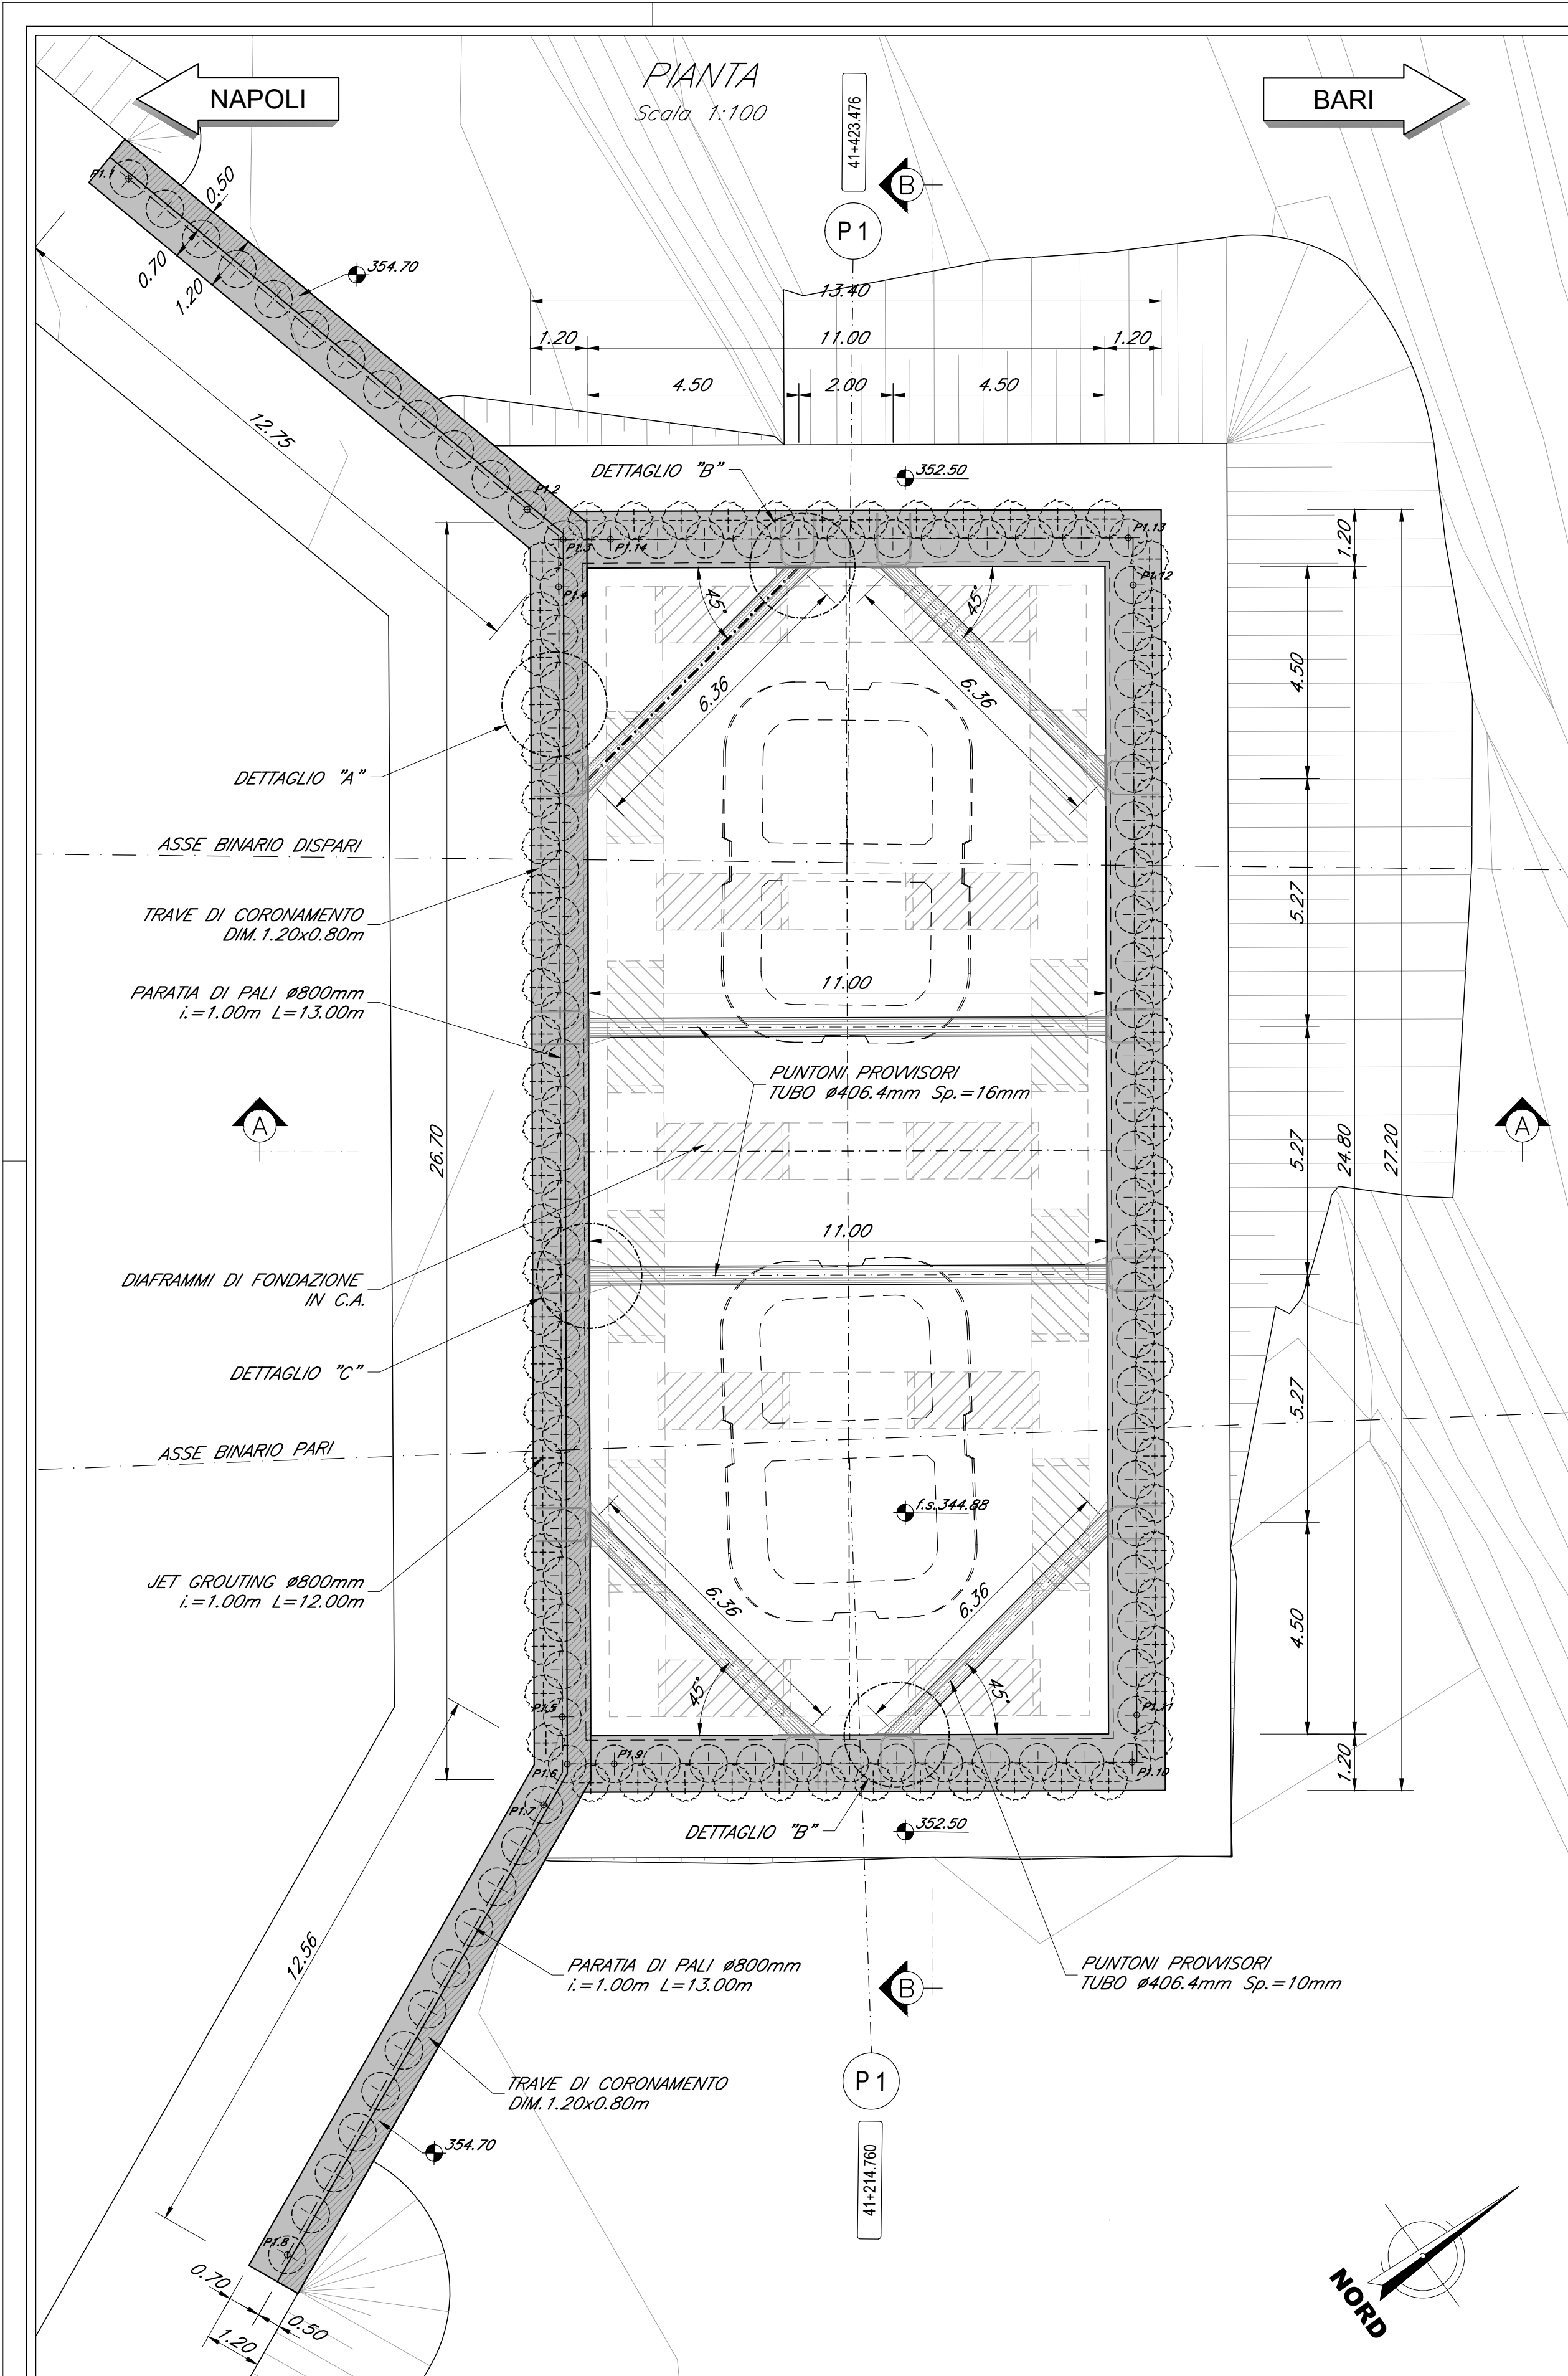 PIANTA
Scala 1:100
NAPOLI
BARI
41+423.476
B
P 1
P1.1
0.50
0.70
1.20
354.70
12.75
13.40
1.20
11.00
1.20
4.50
2.00
4.50
DETTAGLIO "B"
352.50
P1.2
P1.3
P1.14
P1.13
P1.4
P1.12
45°
45°
6.36
6.36
1.20
4.50
DETTAGLIO "A"
ASSE BINARIO DISPARI
TRAVE DI CORONAMENTO
DIM.1.20x0.80m
5.27
PARATIA DI PALI ø800mm
i.=1.00m L=13.00m
11.00
PUNTONI PROVVISORI
TUBO ø406.4mm Sp.=16mm
A
A
26.70
5.27
24.80
27.20
11.00
DIAFRAMMI DI FONDAZIONE
IN C.A.
DETTAGLIO "C"
5.27
ASSE BINARIO PARI
f.s.344.88
JET GROUTING ø800mm
i.=1.00m L=12.00m
6.36
6.36
4.50
45°
45°
P1.5
P1.11
P1.6
P1.9
P1.10
1.20
P1.7
DETTAGLIO "B"
352.50
12.56
PARATIA DI PALI ø800mm
i.=1.00m L=13.00m
B
PUNTONI PROVVISORI
TUBO ø406.4mm Sp.=10mm
P 1
TRAVE DI CORONAMENTO
DIM.1.20x0.80m
354.70
41+214.760
P1.8
0.70
0.50
1.20
NORD